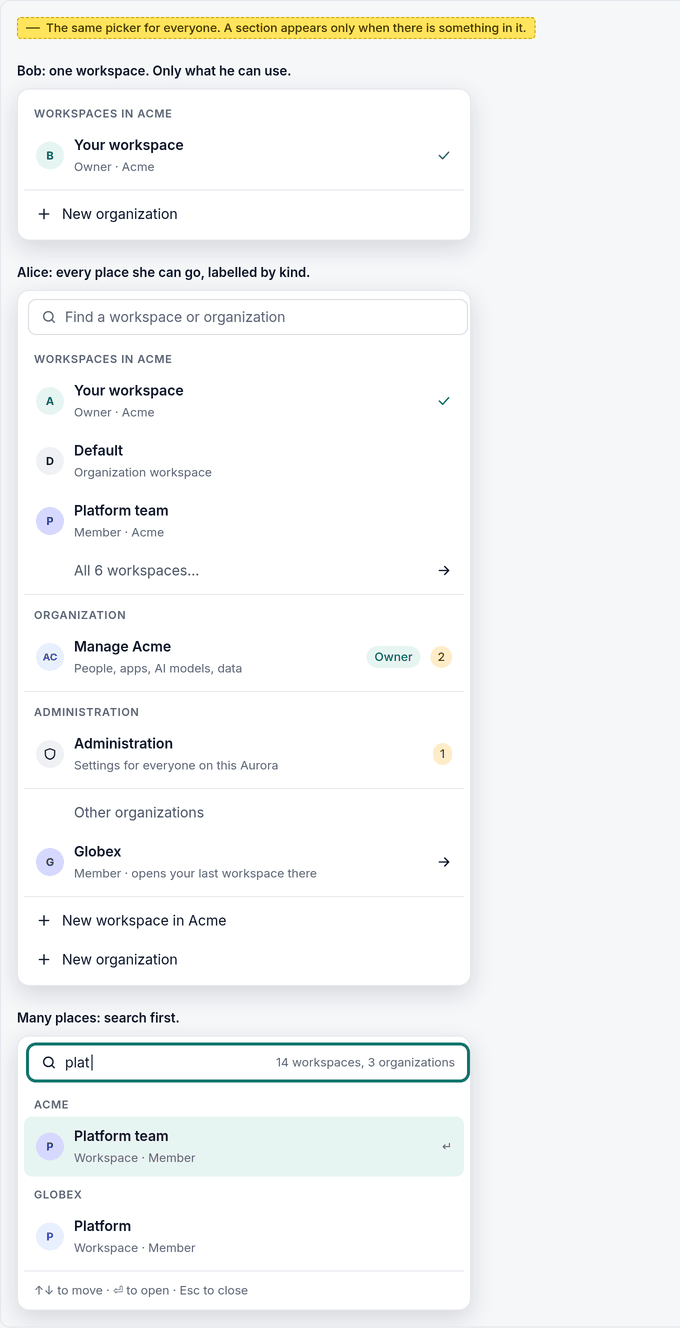 — The same picker for everyone. A section appears only when there is something in it.
Bob: one workspace. Only what he can use.
WORKSPACES IN ACME
B
Your workspace
Owner · Acme
New organization
Alice: every place she can go, labelled by kind.
Find a workspace or organization
WORKSPACES IN ACME
A
Your workspace
Owner · Acme
D
Default
Organization workspace
P
Platform team
Member · Acme
All 6 workspaces...
ORGANIZATION
AC
Manage Acme
Owner
2
People, apps, AI models, data
ADMINISTRATION
Administration
1
Settings for everyone on this Aurora
Other organizations
G
Globex
Member · opens your last workspace there
New workspace in Acme
New organization
Many places: search first.
plat
14 workspaces, 3 organizations
ACME
P
Platform team
Workspace · Member
GLOBEX
P
Platform
Workspace · Member
↑↓ to move · ⏎ to open · Esc to close